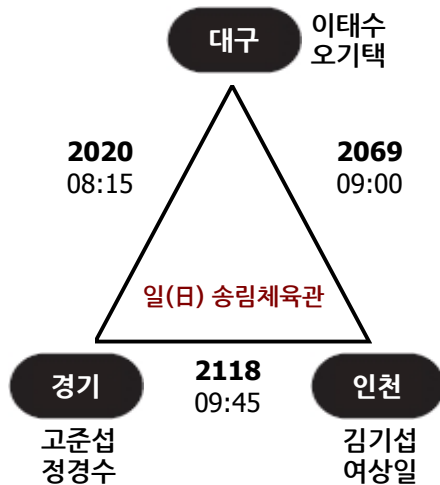 대구
이태수
오기택
2020
08:15
2069
09:00
일(日) 송림체육관
경기
2118
09:45
인천
고준섭
정경수
김기섭
여상일